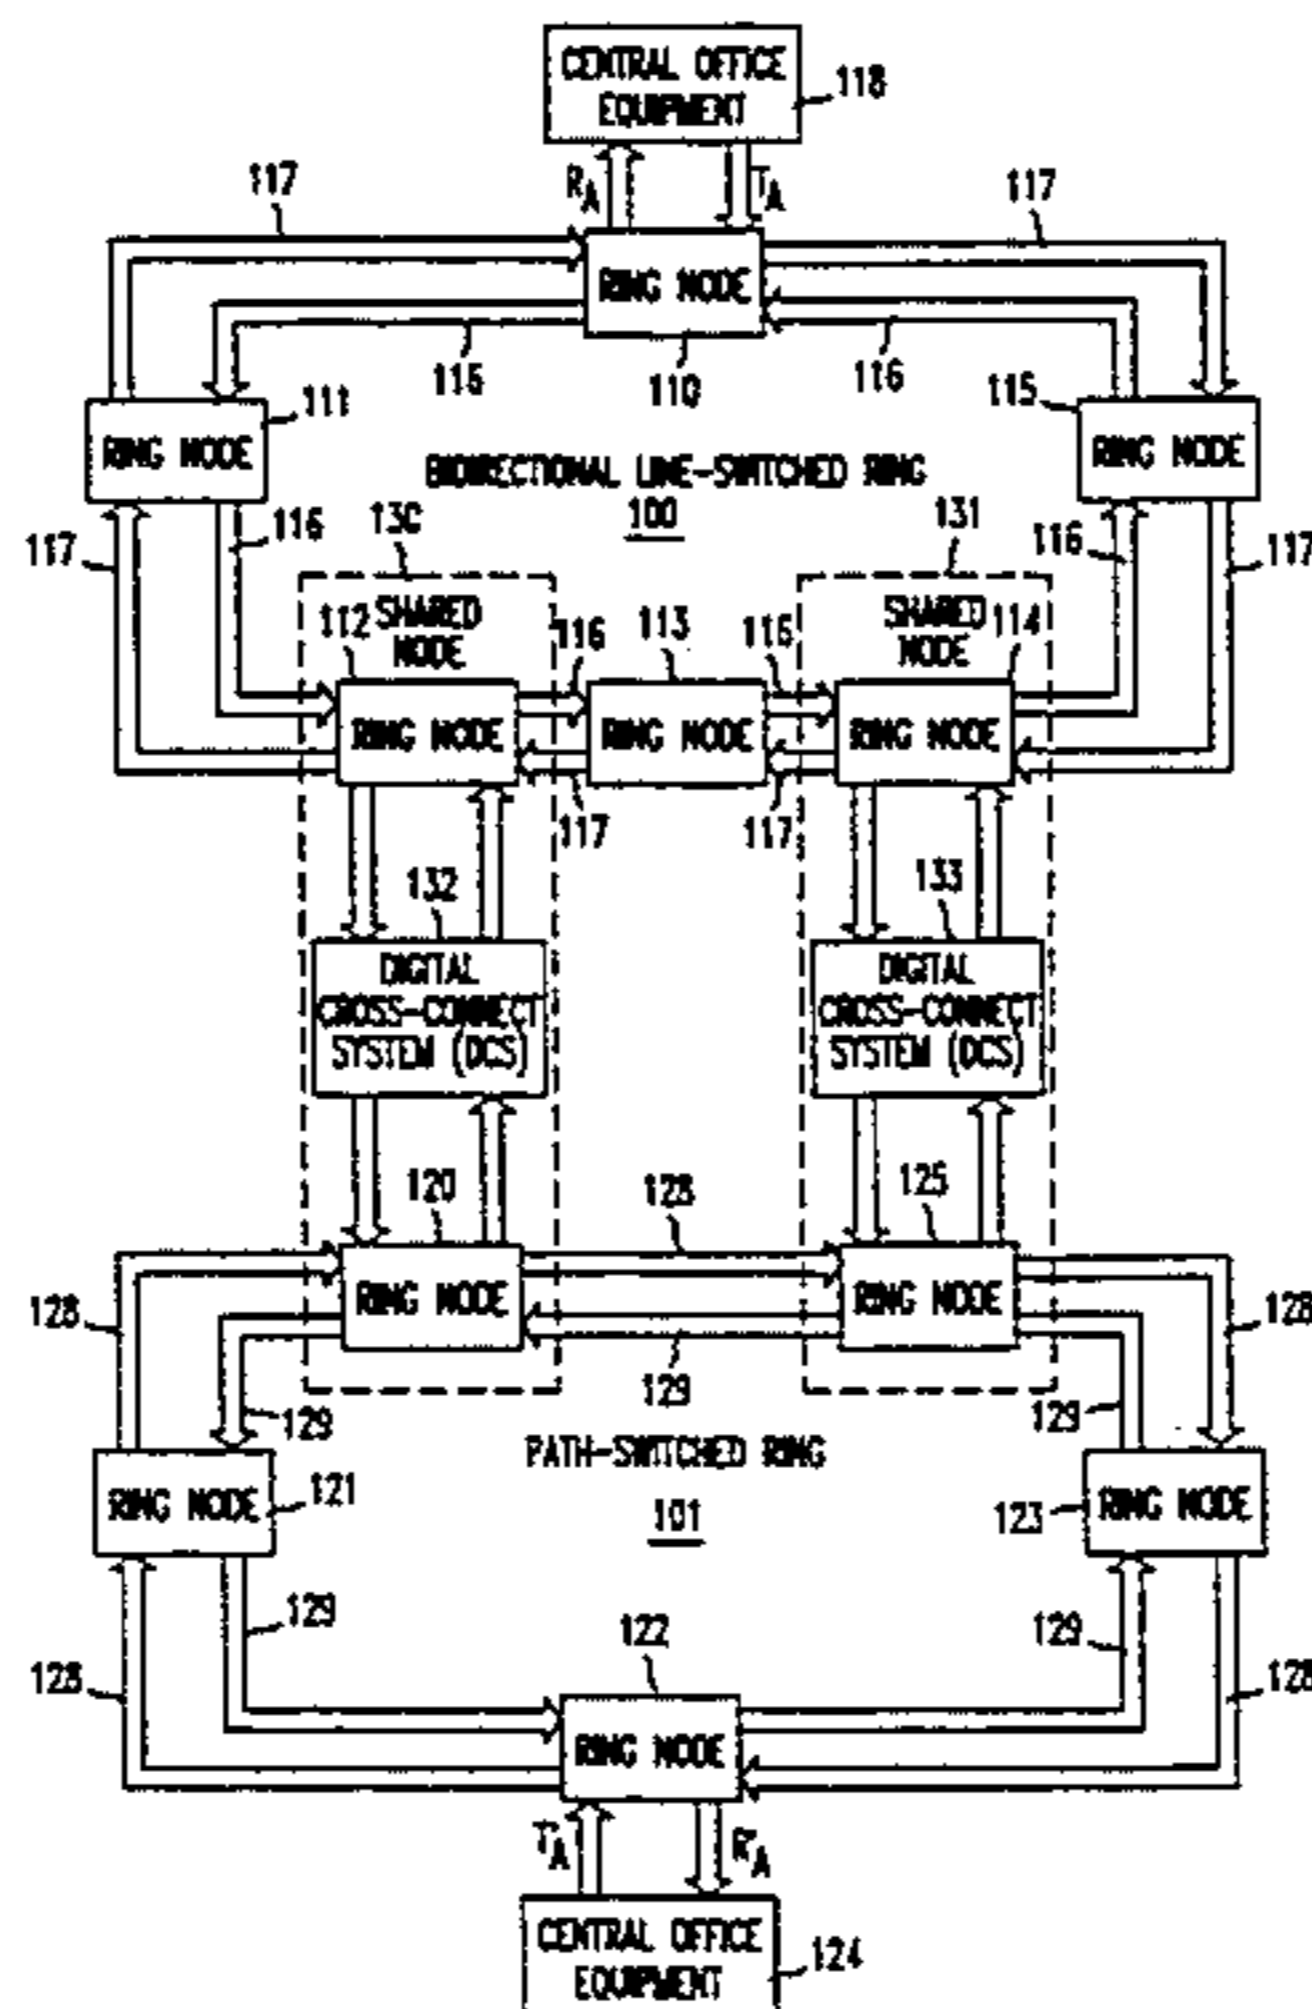 CENTRAL OFFICE
EQUIPMENT
118
R_A
T_A
117
117
RING NODE
116
110
116
111
115
RING NODE
RING NODE
BIDIRECTIONAL LINE-SWITCHED RING
100
117
116
130
131
116
117
112
SHARED
NODE
116
113
116
SHARED
NODE
114
RING NODE
RING NODE
RING NODE
117
117
132
133
DIGITAL
CROSS-CONNECT
SYSTEM (DCS)
DIGITAL
CROSS-CONNECT
SYSTEM (DCS)
120
128
125
128
RING NODE
RING NODE
128
129
129
129
PATH-SWITCHED RING
101
RING NODE
121
123
RING NODE
129
122
129
128
128
RING NODE
T'_A
R'_A
CENTRAL OFFICE
EQUIPMENT
124